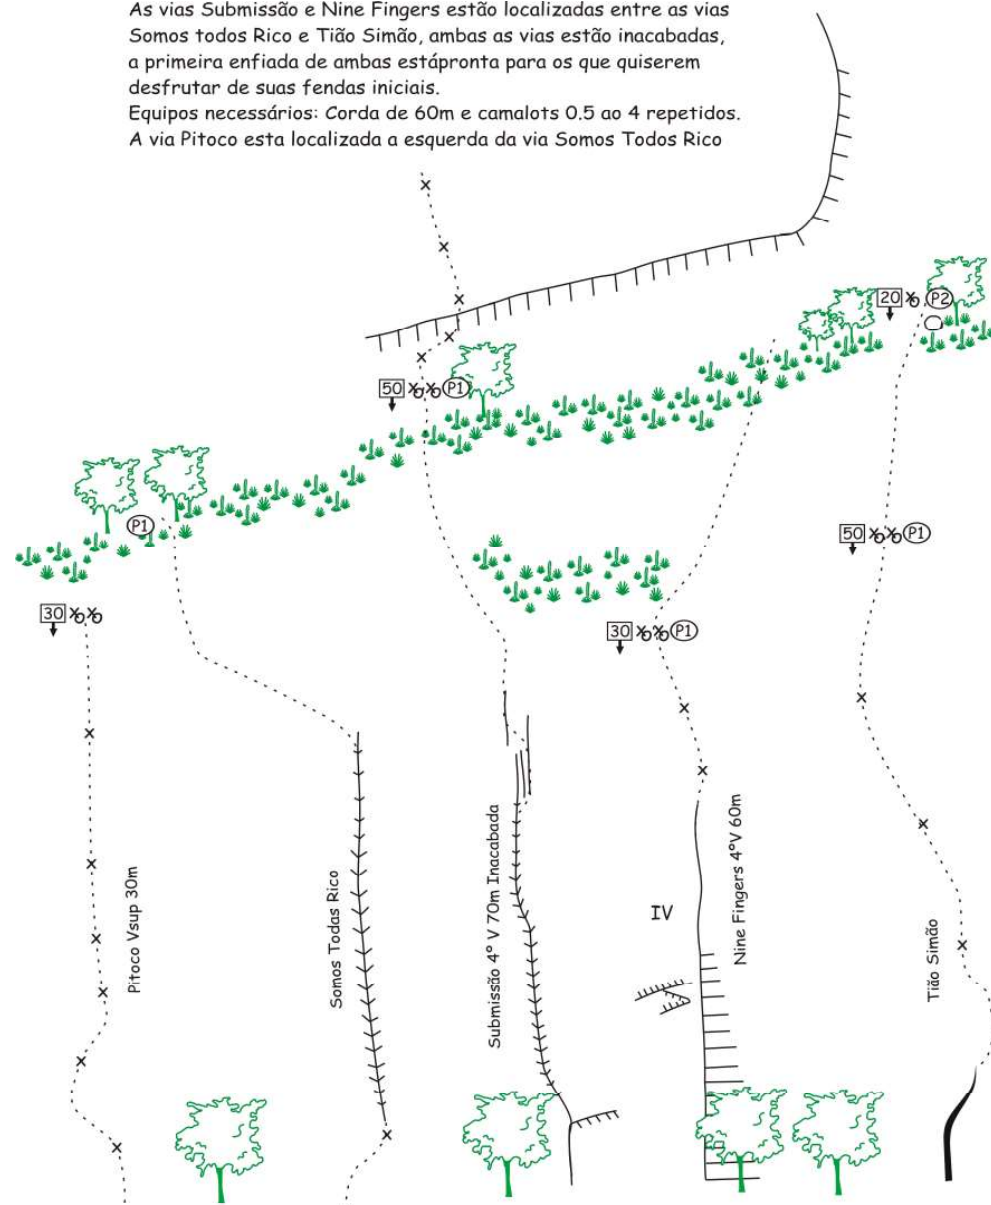 As vias Submissão e Nine Fingers estão localizadas entre as vias
Somos todos Rico e Tião Simão, ambas as vias estão inacabadas,
a primeira enfiada de ambas estápronta para os que quiserem
desfrutar de suas fendas iniciais.
Equipos necessários: Corda de 60m e camalots 0.5 ao 4 repetidos.
A via Pitoco esta localizada a esquerda da via Somos Todos Rico
20 P2
50 P1
P1
50 P1
30
30 P1
Pitoco Vsup 30m
Somos Todas Rico
Submissão 4º V 70m Inacabada
IV
Nine Fingers 4ºV 60m
Tião Simão